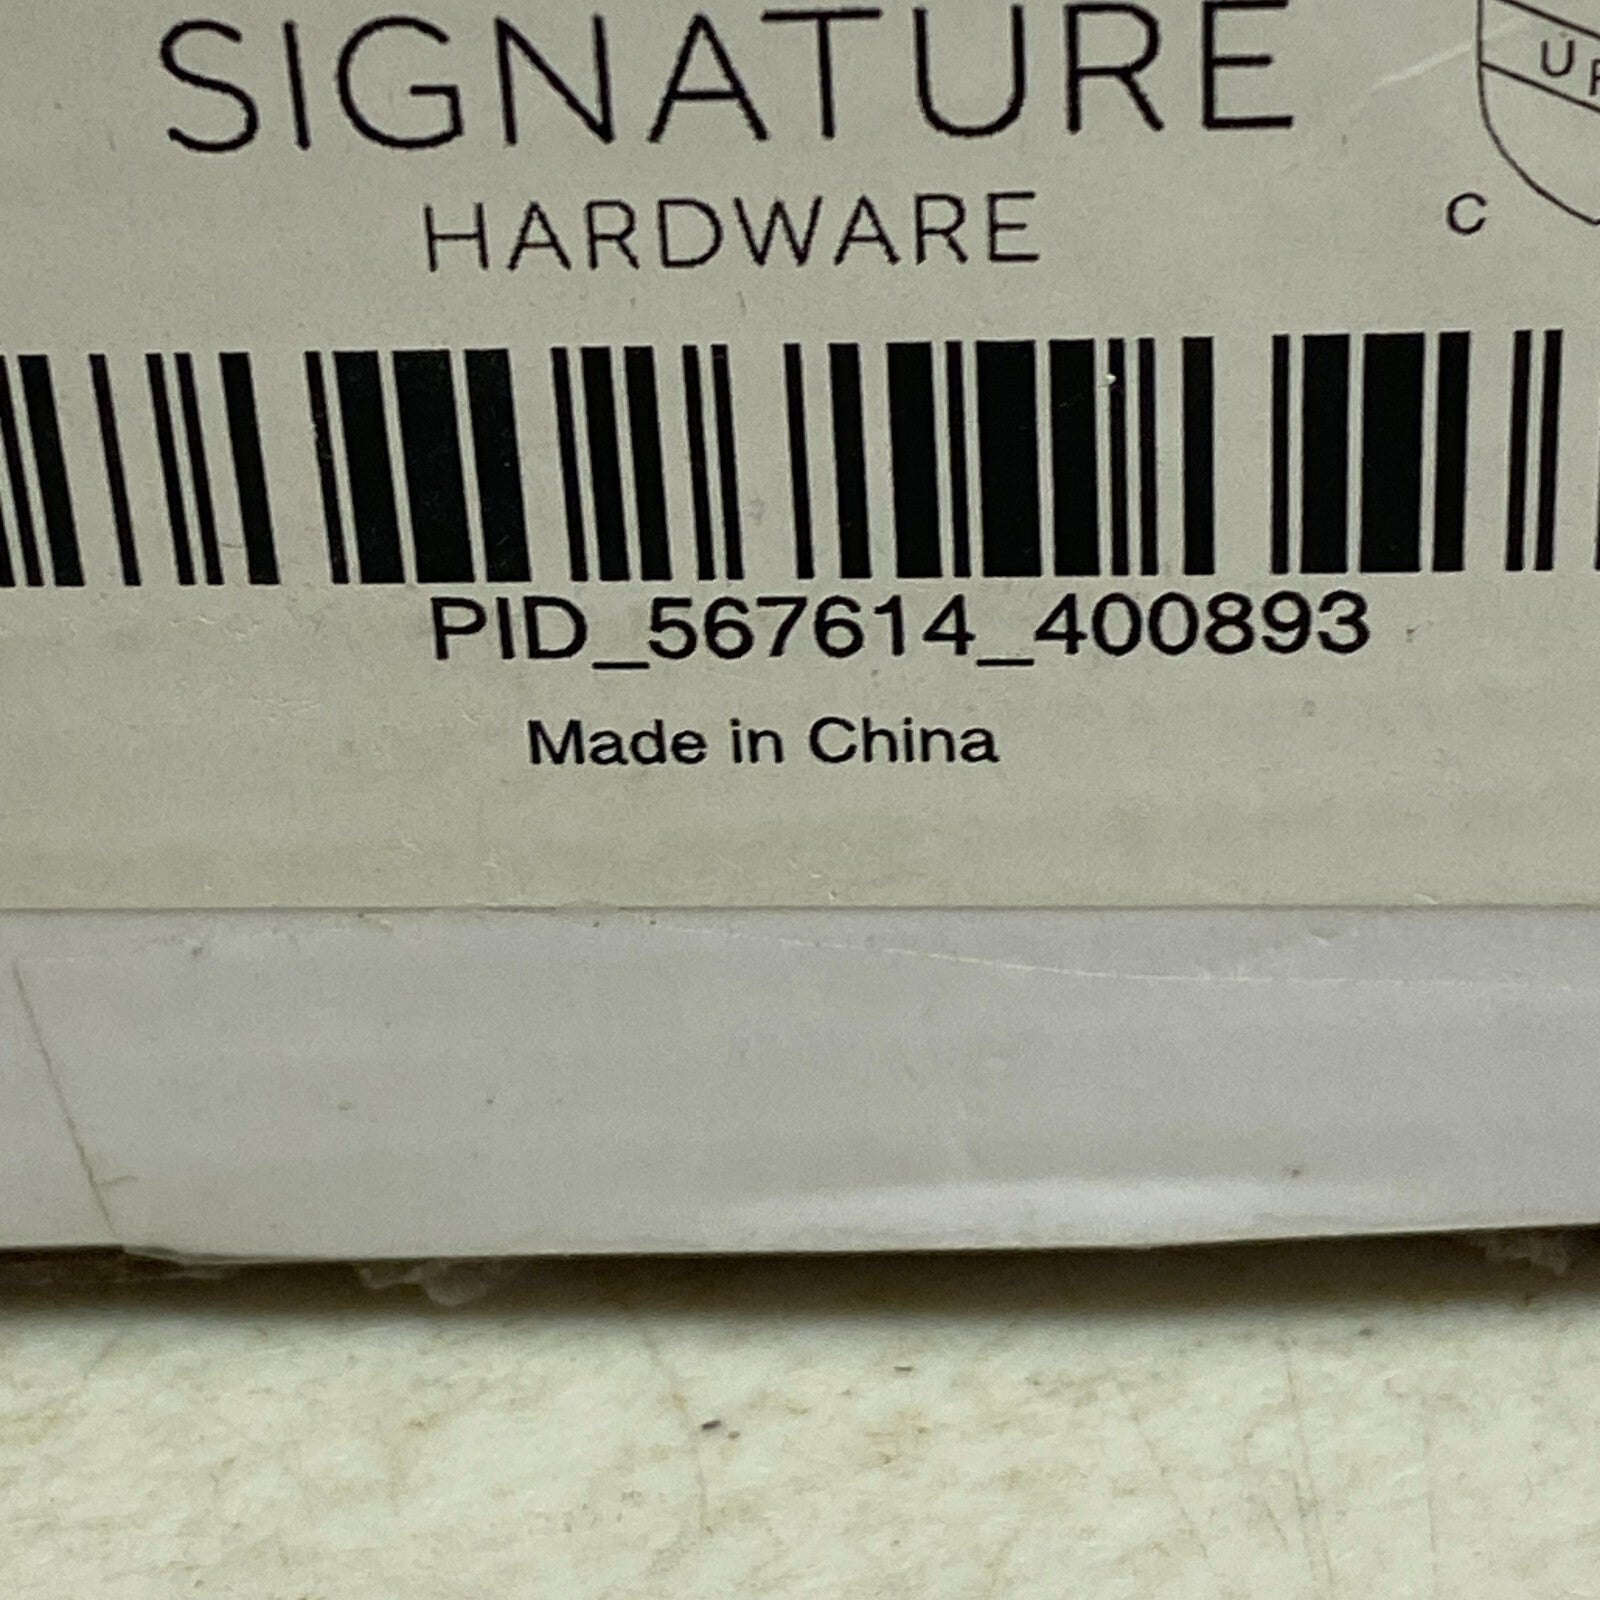 SIGNATURE
HARDWARE
C
PID_567614_400893
Made in China